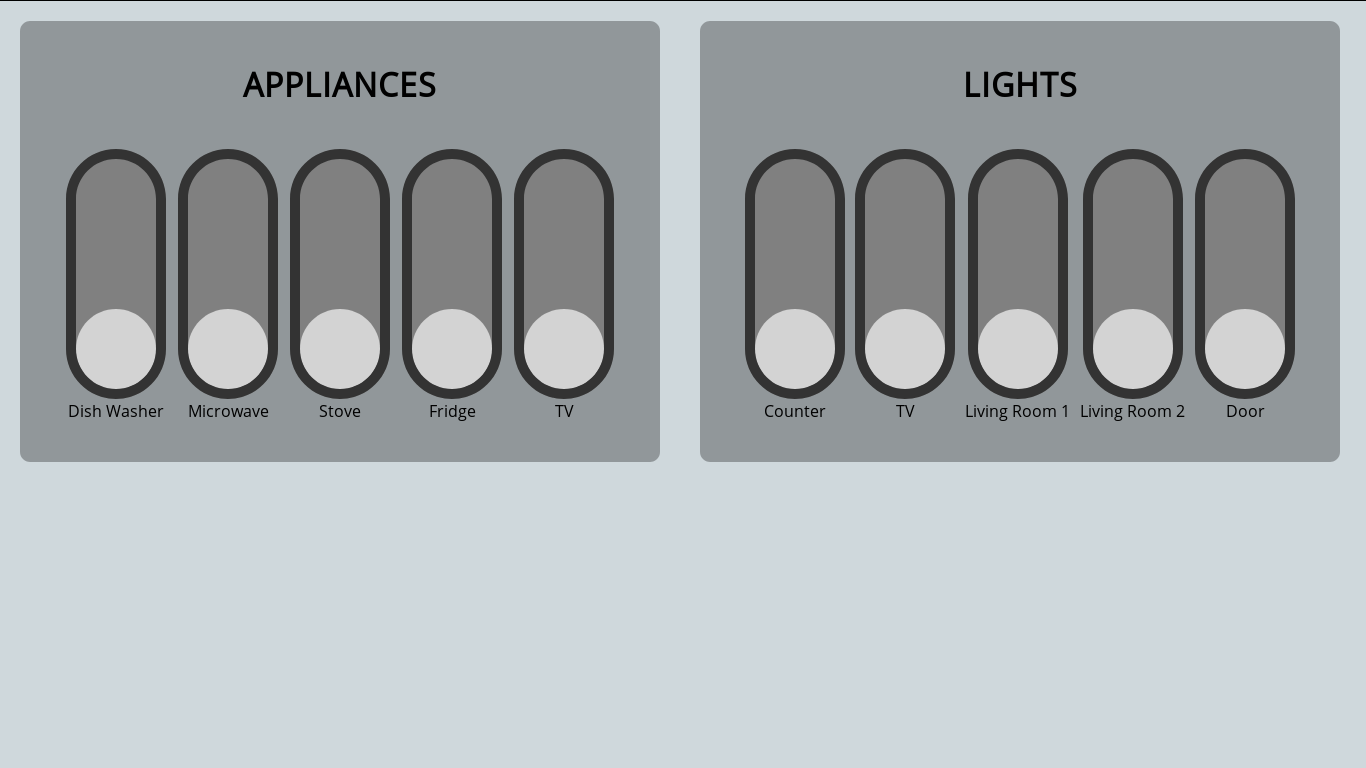 APPLIANCES
Dish Washer
Microwave
Stove
Fridge
TV
LIGHTS
Counter
TV
Living Room 1
Living Room 2
Door